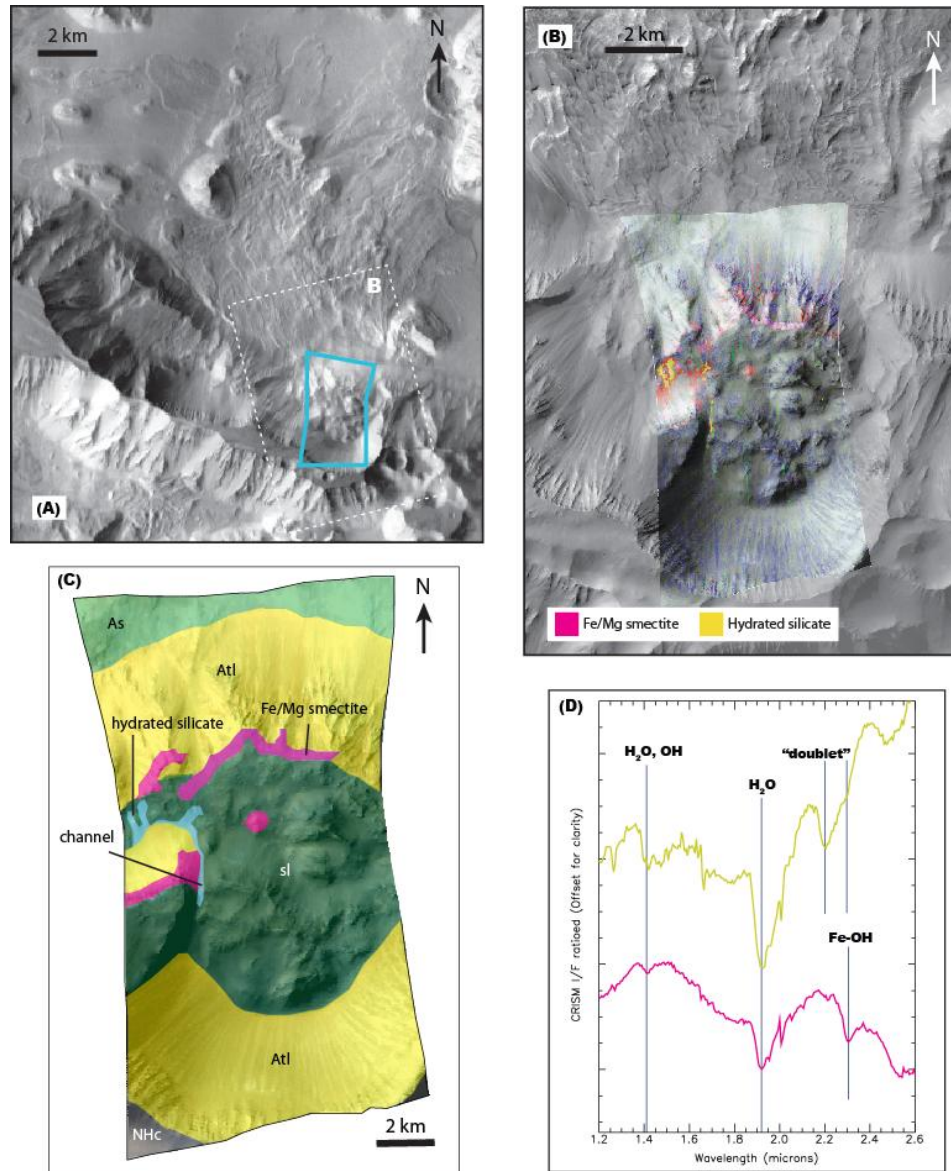 2 km
N
B
(A)
(B)
2 km
N
Fe/Mg smectite
Hydrated silicate
(C)
N
As
Atl
Fe/Mg smectite
hydrated silicate
channel
sl
Atl
NHc
2 km
(D)
H₂O, OH
H₂O
“doublet”
Fe-OH
CRISM I/F ratioed (Offset for clarity)
1.2 1.4 1.6 1.8 2.0 2.2 2.4 2.6
Wavelength (microns)